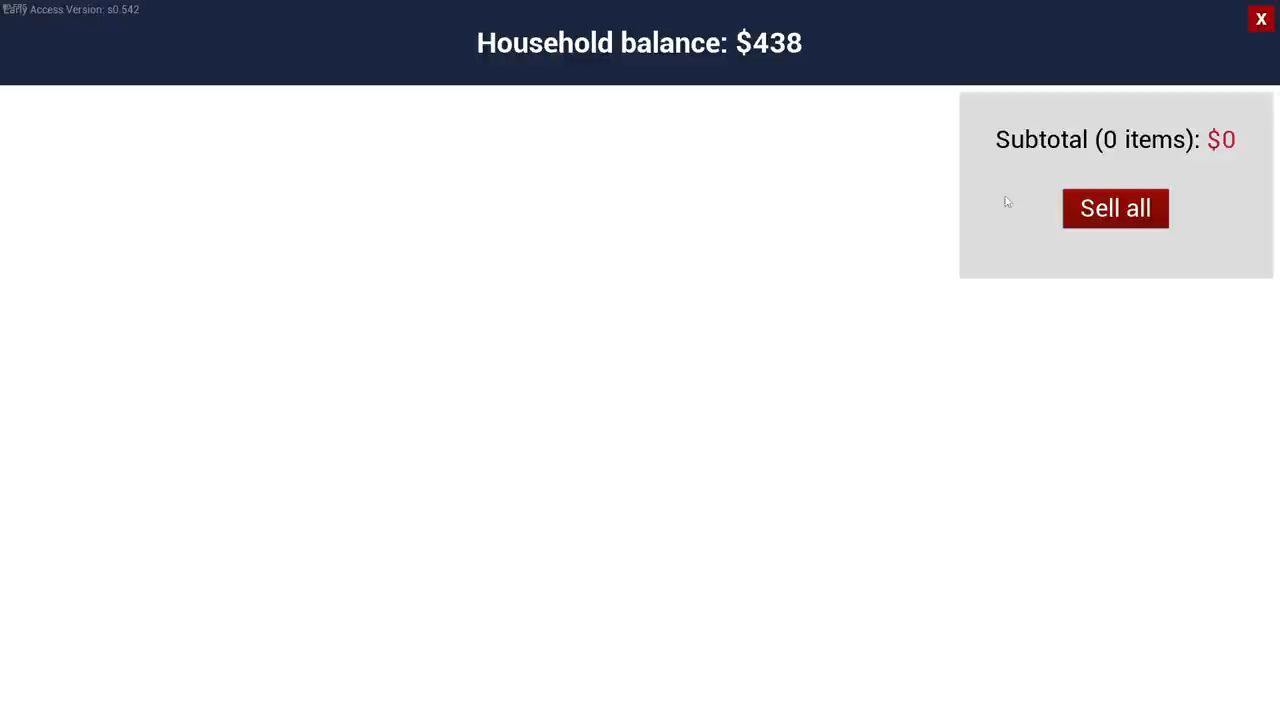 Early Access Version: s0.542
X
Household balance: $438
Subtotal (0 items): $0
Sell all